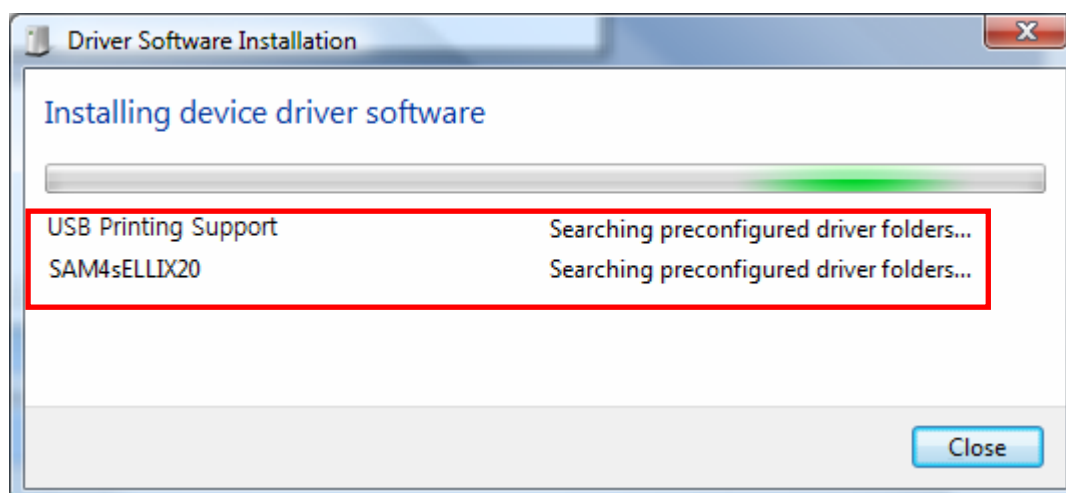 Driver Software Installation
Installing device driver software
USB Printing Support Searching preconfigured driver folders...
SAM4sELLIX20 Searching preconfigured driver folders...
Close